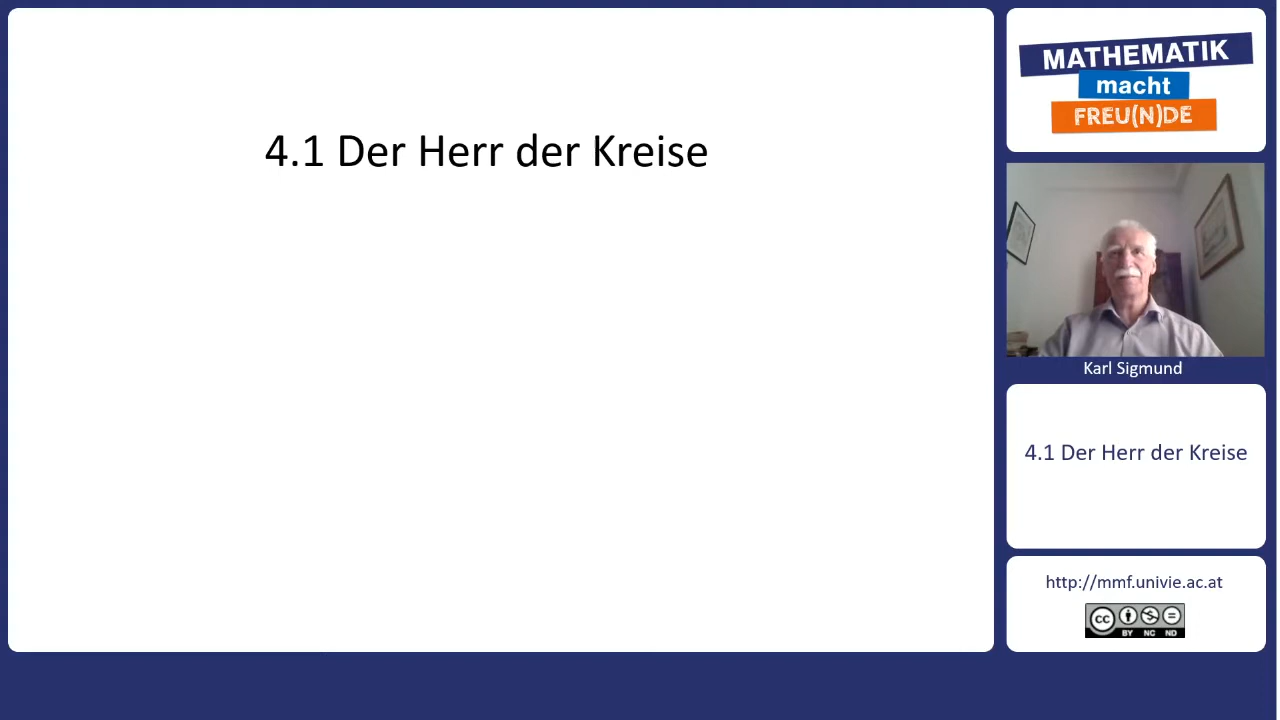 4.1 Der Herr der Kreise
MATHEMATIK
macht
FREU(N)DE
Karl Sigmund
4.1 Der Herr der Kreise
http://mmf.univie.ac.at
CC
BY NC ND